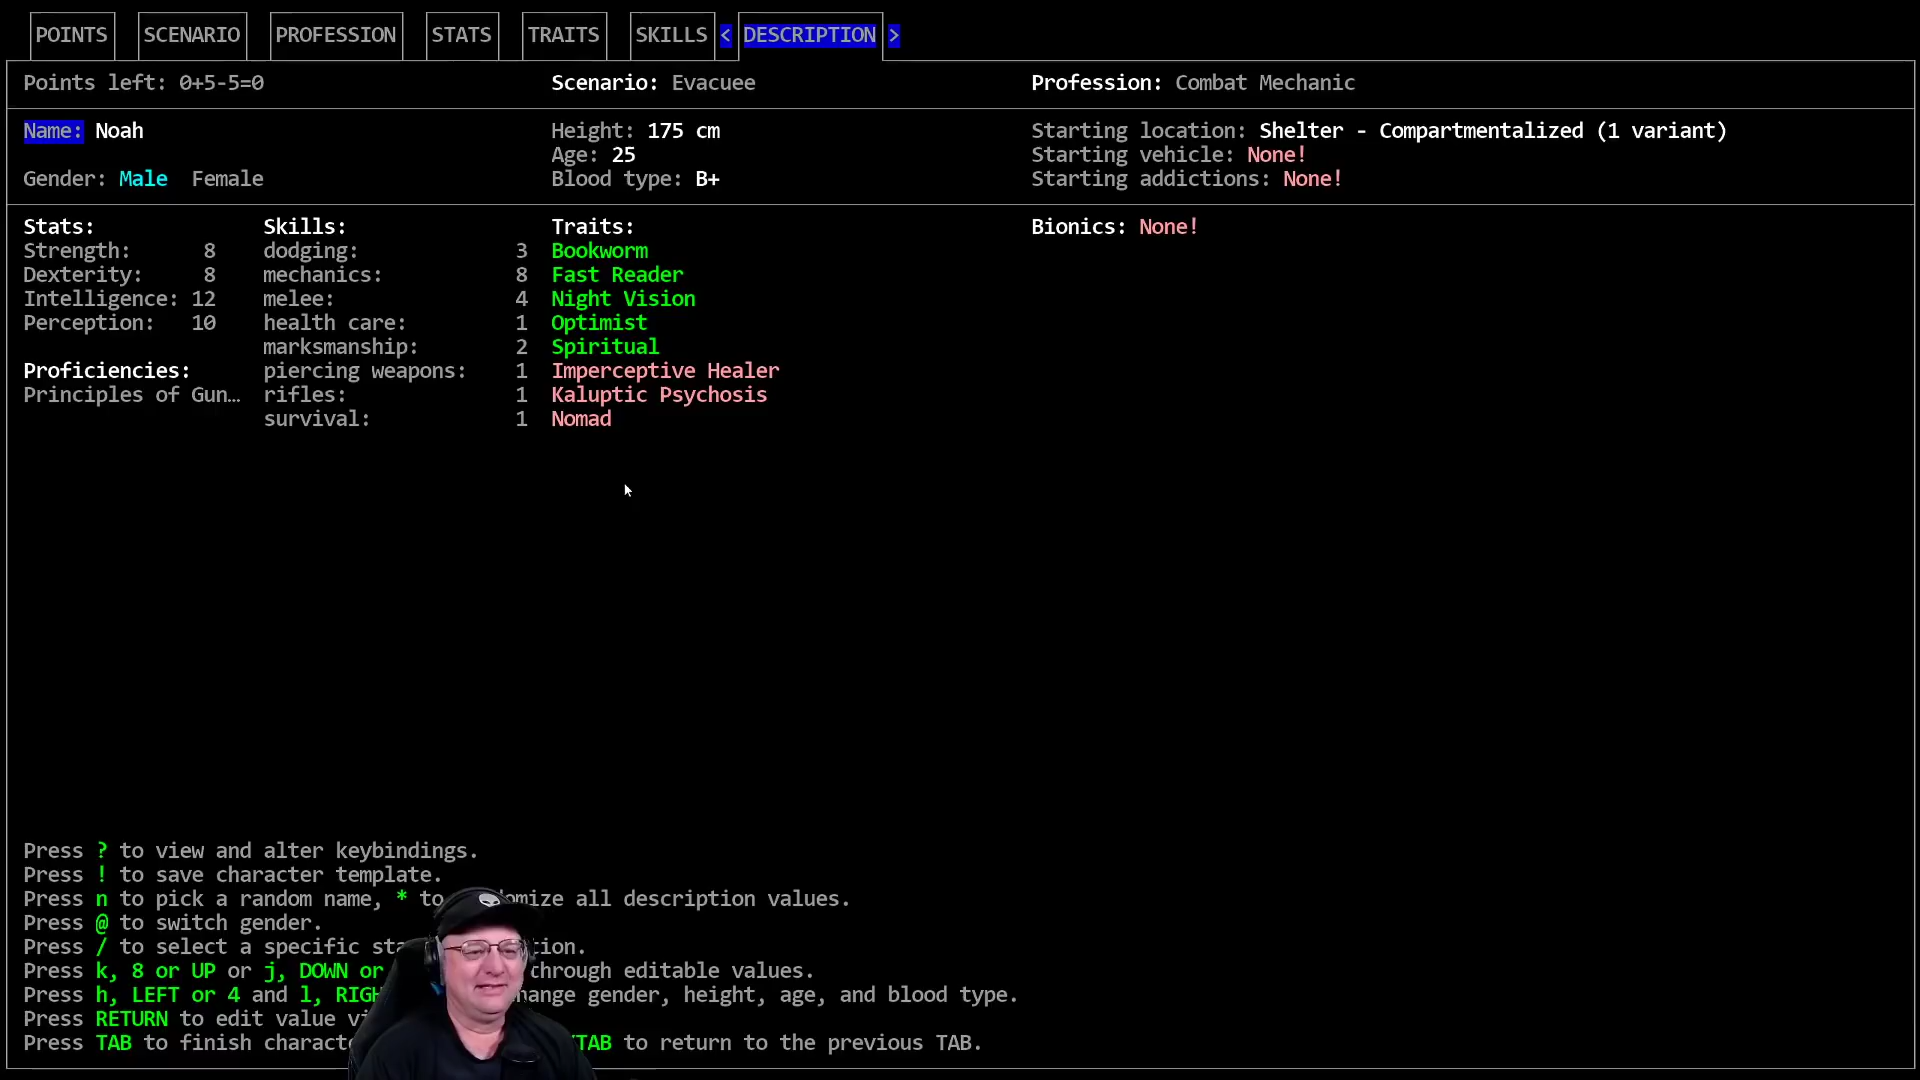 POINTS SCENARIO PROFESSION STATS TRAITS SKILLS < DESCRIPTION >
Points left: 0+5-5=0 Scenario: Evacuee Profession: Combat Mechanic
Name: Noah Height: 175 cm Starting location: Shelter - Compartmentalized (1 variant)
Age: 25 Starting vehicle: None!
Gender: Male Female Blood type: B+ Starting addictions: None!
Stats: Skills: Traits: Bionics: None!
Strength: 8 dodging: 3 Bookworm
Dexterity: 8 mechanics: 8 Fast Reader
Intelligence: 12 melee: 4 Night Vision
Perception: 10 health care: 1 Optimist
marksmanship: 2 Spiritual
Proficiencies: piercing weapons: 1 Imperceptive Healer
Principles of Gun… rifles: 1 Kaluptic Psychosis
survival: 1 Nomad
Press ? to view and alter keybindings.
Press ! to save character template.
Press n to pick a random name, * to all description values.
Press @ to switch gender.
Press / to select a specific
Press k, 8 or UP or j, DOWN or through editable values.
Press h, LEFT or 4 and l, gender, height, age, and blood type.
Press RETURN to edit value
Press TAB to finish to return to the previous TAB.